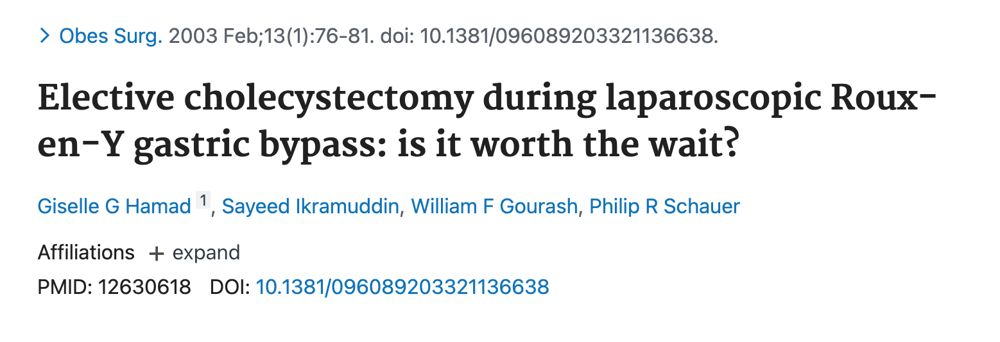 > Obes Surg. 2003 Feb;13(1):76-81. doi: 10.1381/096089203321136638.
Elective cholecystectomy during laparoscopic Roux-
en-Y gastric bypass: is it worth the wait?
Giselle G Hamad 1, Sayeed Ikramuddin, William F Gourash, Philip R Schauer
Affiliations + expand
PMID: 12630618 DOI: 10.1381/096089203321136638